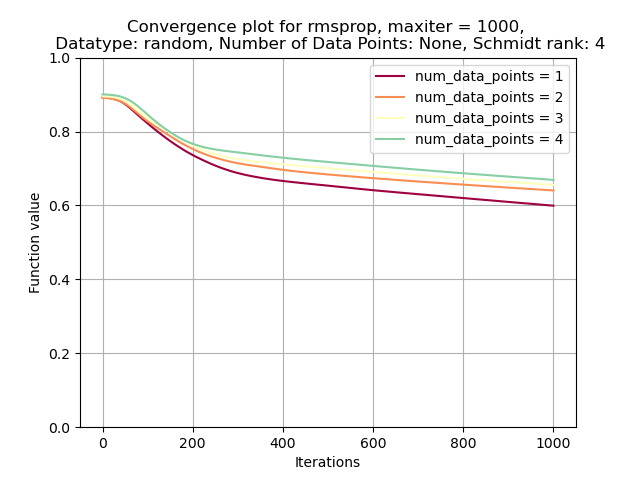 Convergence plot for rmsprop, maxiter = 1000,
Datatype: random, Number of Data Points: None, Schmidt rank: 4
1.0
0.8
0.6
0.4
0.2
0.0
Function value
num_data_points = 1
num_data_points = 2
num_data_points = 3
num_data_points = 4
0 200 400 600 800 1000
Iterations